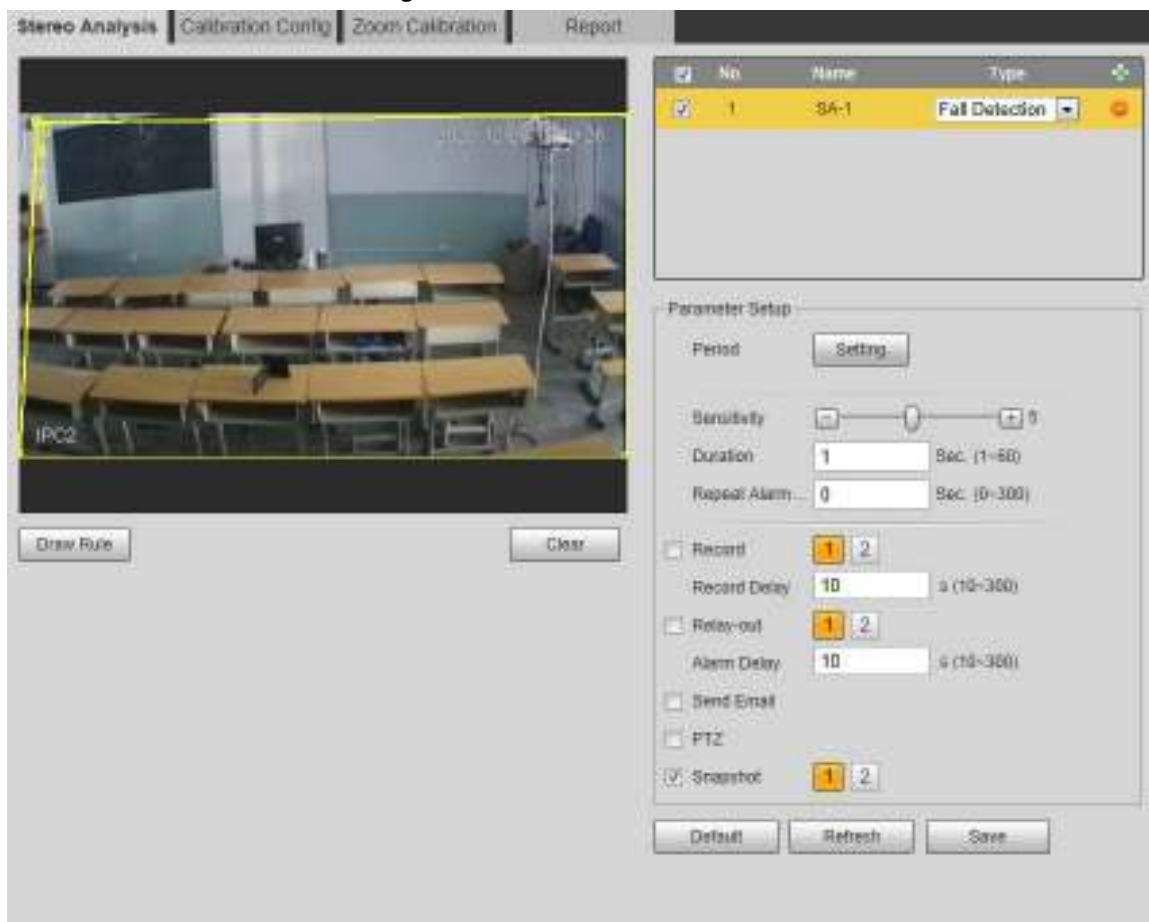 Stereo Analysis Calibration Config Zoom Calibration Report
No. Name Type
1 SA-1 Fall Detection
IPC2
Draw Rule Clear
Parameter Setup
Period Setting
Sensitivity - + 5
Duration 1 Sec. (1~60)
Repeat Alarm... 0 Sec. (0~300)
Record 1 2
Record Delay 10 s (10~300)
Relay-out 1 2
Alarm Delay 10 s (10~300)
Send Email
PTZ
Snapshot 1 2
Default Refresh Save